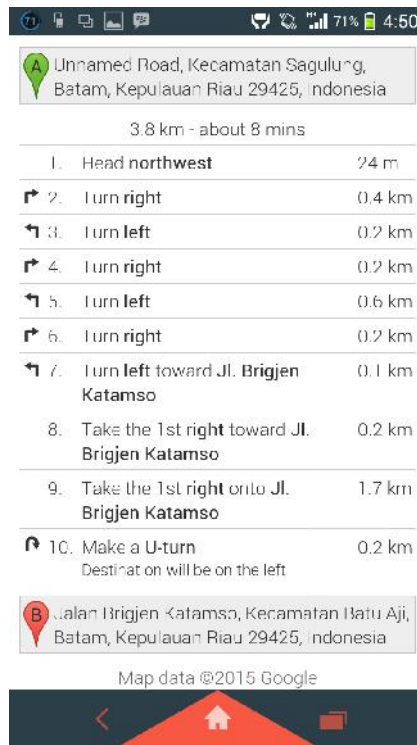 71 71% 4:50
A Unnamed Road, Kecamatan Sagulung,
Batam, Kepulauan Riau 29425, Indonesia
3.8 km - about 8 mins
1. Head northwest 24 m
2. Turn right 0.4 km
3. Turn left 0.2 km
4. Turn right 0.2 km
5. Turn left 0.6 km
6. Turn right 0.2 km
7. Turn left toward Jl. Brigjen 0.1 km
Katamso
8. Take the 1st right toward Jl. 0.2 km
Brigjen Katamso
9. Take the 1st right onto Jl. 1.7 km
Brigjen Katamso
10. Make a U-turn 0.2 km
Destination will be on the left
B Jalan Brigjen Katamso, Kecamatan Batu Aji,
Batam, Kepulauan Riau 29425, Indonesia
Map data ©2015 Google